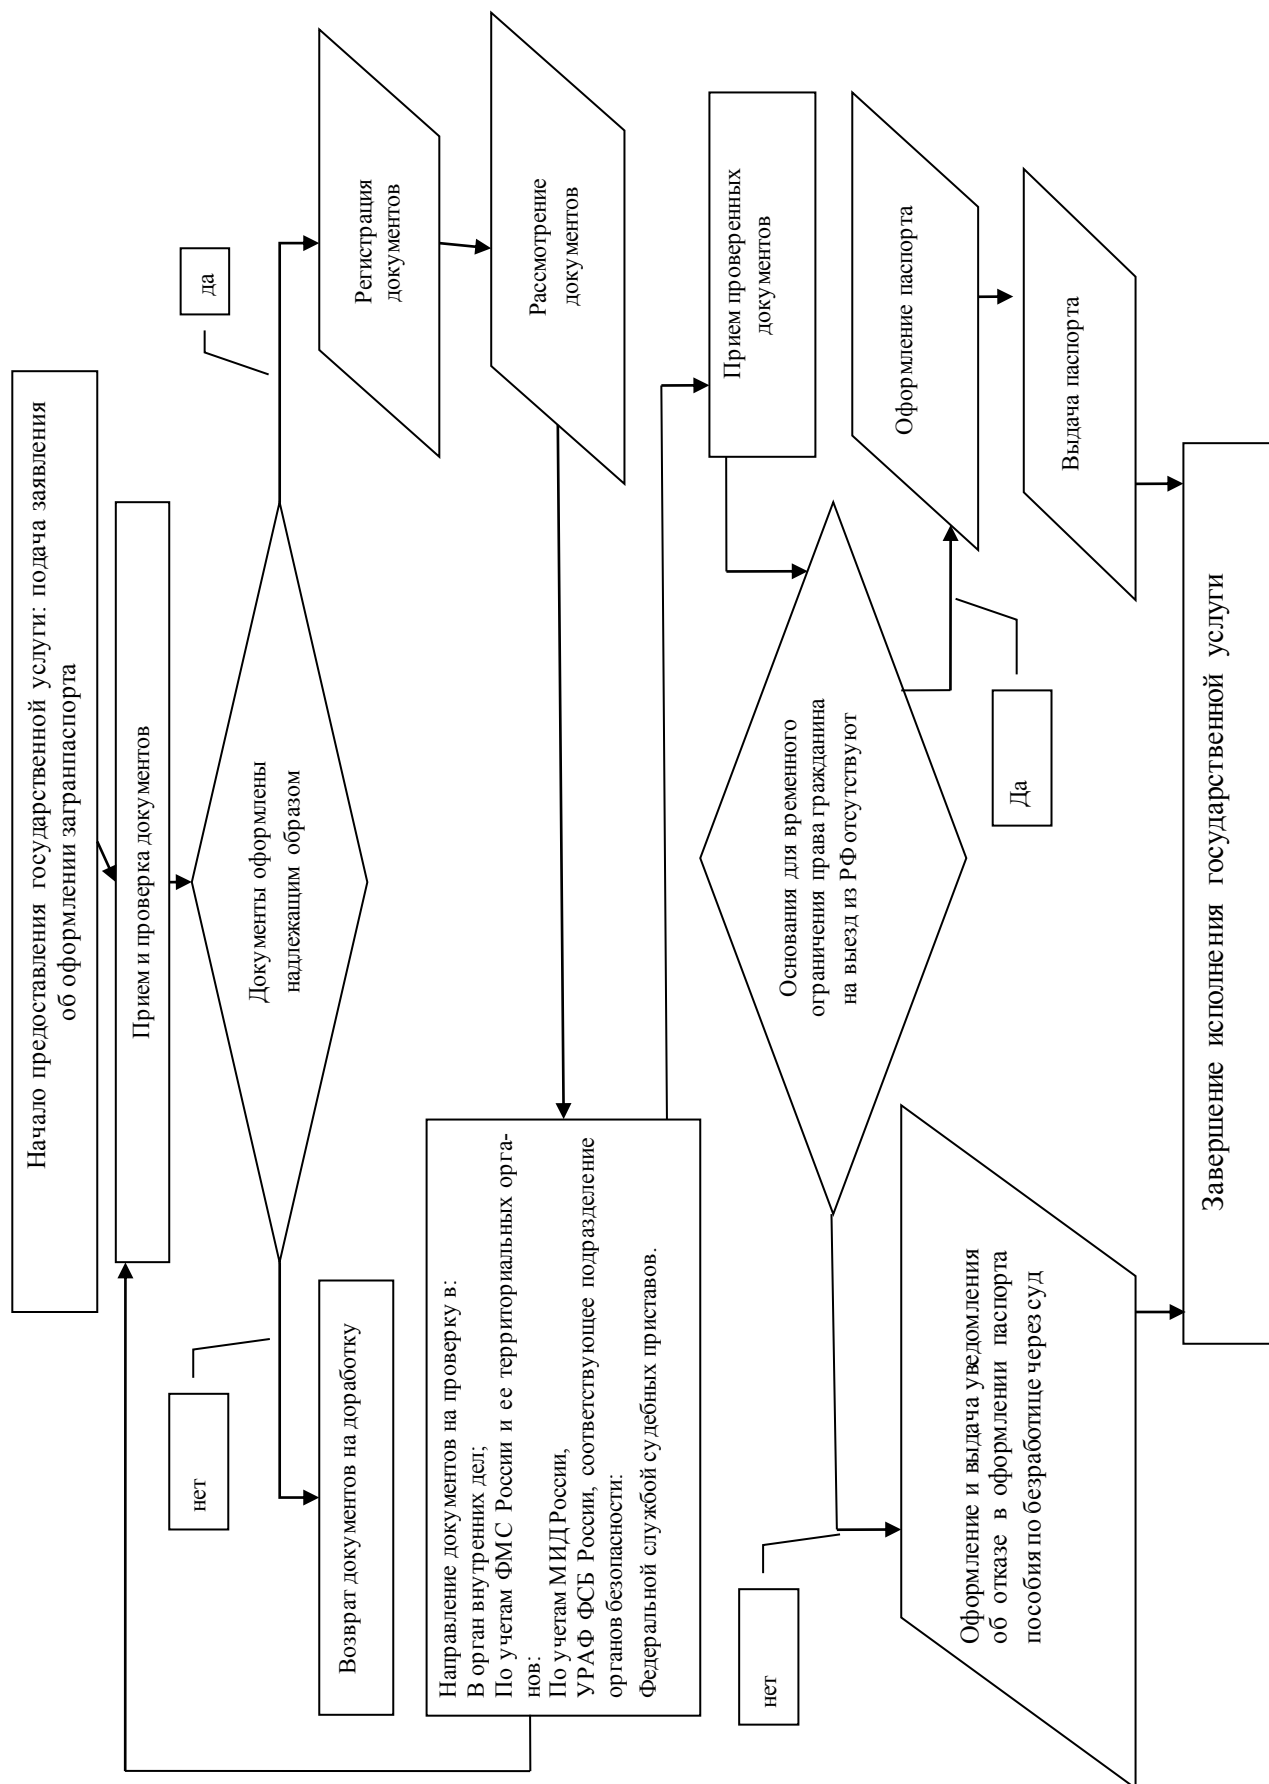 Начало предоставления государственной услуги: подача заявления
об оформлении загранпаспорта
Прием и проверка документов
Документы оформлены
надлежащим образом
нет
да
Возврат документов на доработку
Регистрация
документов
Рассмотрение
документов
Направление документов на проверку в:
В орган внутренних дел;
По учетам ФМС России и ее территориальных орга-
нов:
По учетам МИД России,
УРАФ ФСБ России, соответствующее подразделение
органов безопасности:
Федеральной службой судебных приставов.
Прием проверенных
документов
Основания для временного
ограничения права гражданина
на выезд из РФ отсутствуют
нет
Да
Оформление паспорта
Выдача паспорта
Оформление и выдача уведомления
об отказе в оформлении паспорта
пособия по безработице через суд
Завершение исполнения государственной услуги